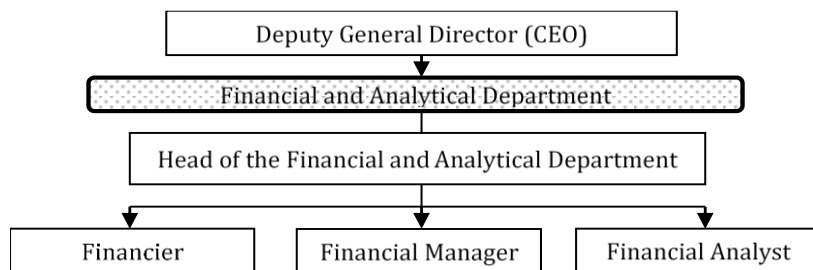 Deputy General Director (CEO)
Financial and Analytical Department
Head of the Financial and Analytical Department
Financier
Financial Manager
Financial Analyst